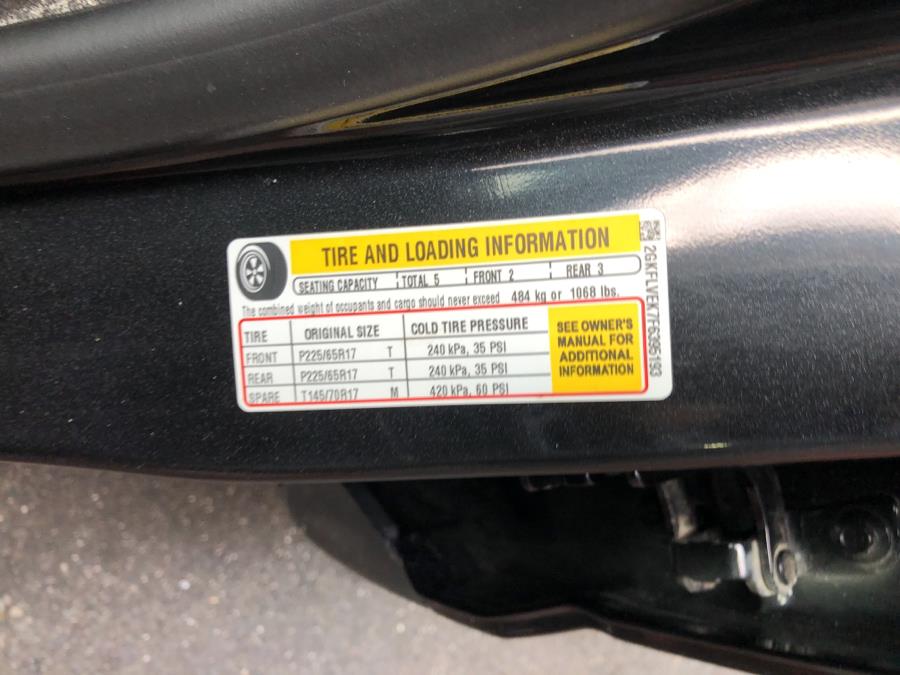 TIRE AND LOADING INFORMATION
SEATING CAPACITY TOTAL 5 FRONT 2 REAR 3
The combined weight of occupants and cargo should never exceed 484 kg or 1068 lbs.
TIRE ORIGINAL SIZE COLD TIRE PRESSURE
FRONT P225/65R17 T 240 kPa, 35 PSI
REAR P225/65R17 T 240 kPa, 35 PSI
SPARE T145/70R17 M 420 kPa, 60 PSI
SEE OWNER'S
MANUAL FOR
ADDITIONAL
INFORMATION
2GKFLVEK7F6395193